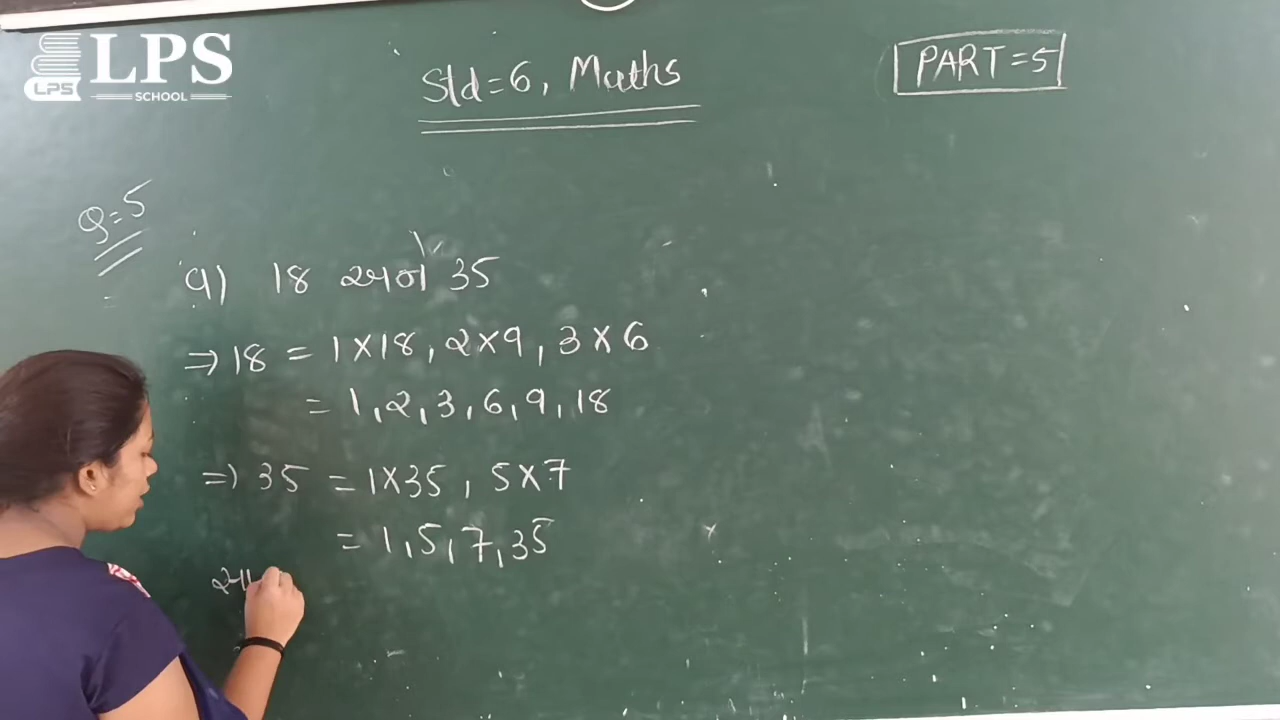 LPS
LPS
SCHOOL
Std=6, Maths
PART=5
Q=5
a) 18 અને 35
⇒ 18 = 1×18, 2×9, 3×6
= 1, 2, 3, 6, 9, 18
⇒ 35 = 1×35, 5×7
= 1, 5, 7, 35